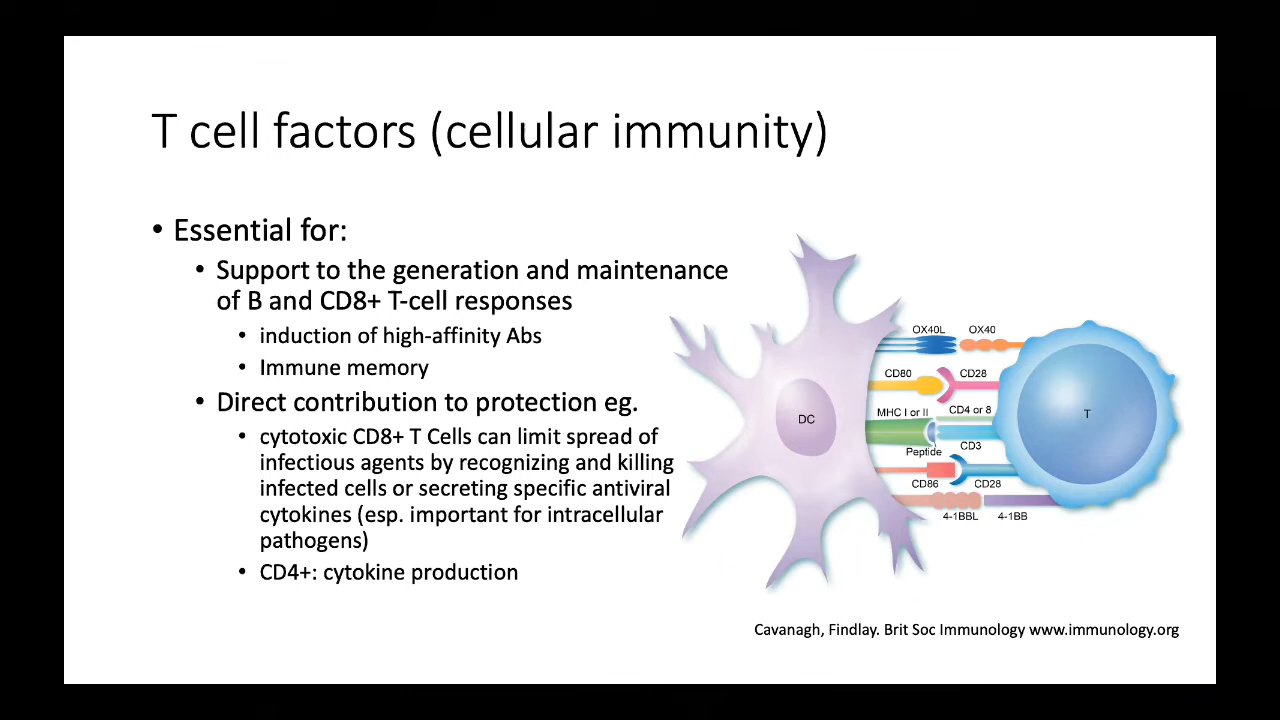 T cell factors (cellular immunity)
• Essential for:
• Support to the generation and maintenance
of B and CD8+ T-cell responses
• induction of high-affinity Abs
• Immune memory
• Direct contribution to protection eg.
• cytotoxic CD8+ T Cells can limit spread of
infectious agents by recognizing and killing
infected cells or secreting specific antiviral
cytokines (esp. important for intracellular
pathogens)
• CD4+: cytokine production
OX40L OX40
CD80 CD28
MHC I or II CD4 or 8
DC
T
Peptide CD3
CD86 CD28
4-1BBL 4-1BB
Cavanagh, Findlay. Brit Soc Immunology www.immunology.org